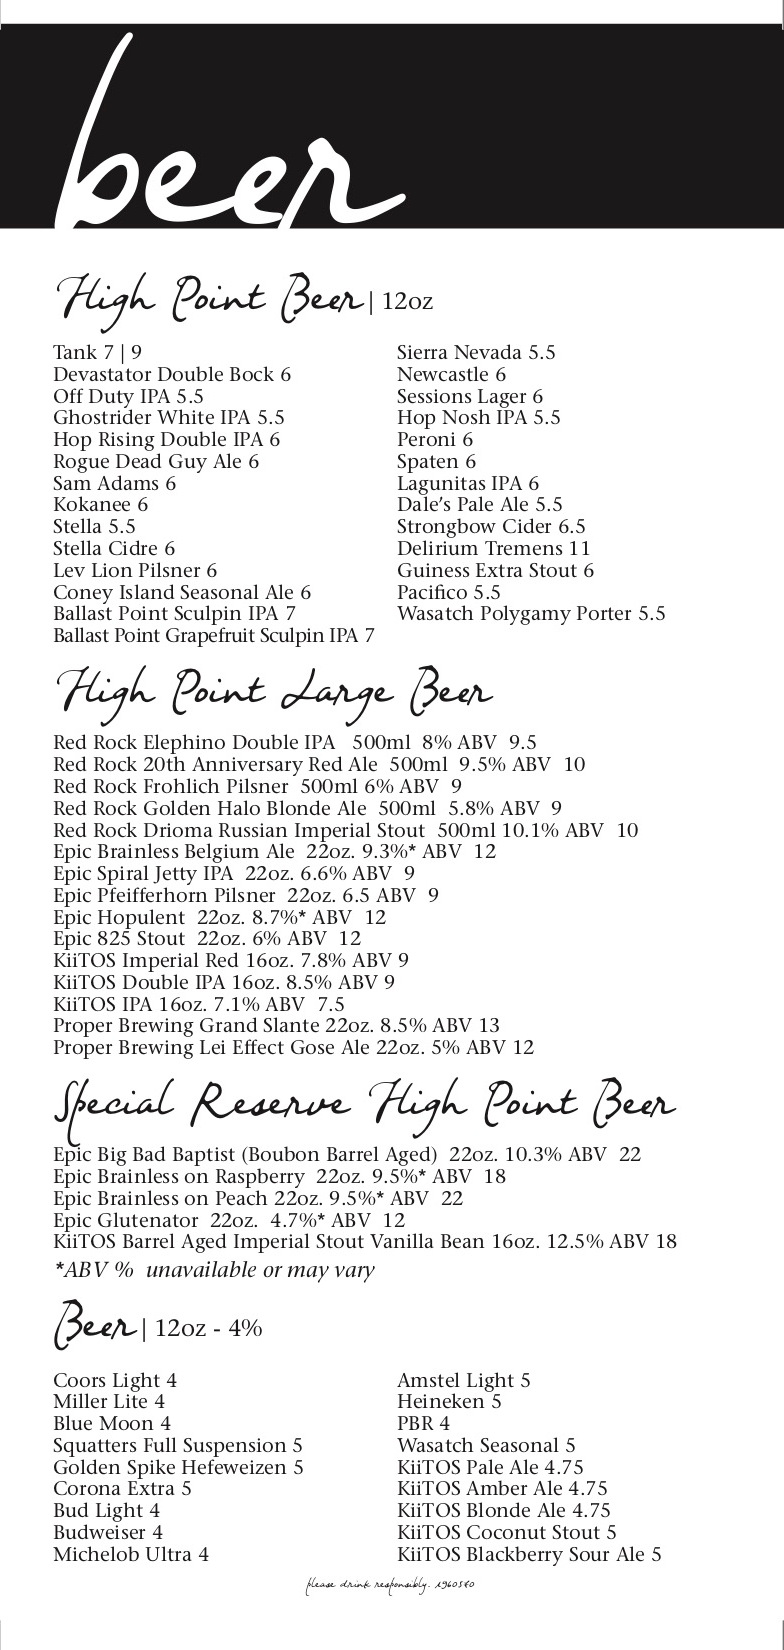 beer
High Point Beer | 12oz
Tank 7 | 9
Devastator Double Bock 6
Off Duty IPA 5.5
Ghostrider White IPA 5.5
Hop Rising Double IPA 6
Rogue Dead Guy Ale 6
Sam Adams 6
Kokanee 6
Stella 5.5
Stella Cidre 6
Lev Lion Pilsner 6
Coney Island Seasonal Ale 6
Ballast Point Sculpin IPA 7
Ballast Point Grapefruit Sculpin IPA 7
Sierra Nevada 5.5
Newcastle 6
Sessions Lager 6
Hop Nosh IPA 5.5
Peroni 6
Spaten 6
Lagunitas IPA 6
Dale's Pale Ale 5.5
Strongbow Cider 6.5
Delirium Tremens 11
Guiness Extra Stout 6
Pacifico 5.5
Wasatch Polygamy Porter 5.5
High Point Large Beer
Red Rock Elephino Double IPA 500ml 8% ABV 9.5
Red Rock 20th Anniversary Red Ale 500ml 9.5% ABV 10
Red Rock Frohlich Pilsner 500ml 6% ABV 9
Red Rock Golden Halo Blonde Ale 500ml 5.8% ABV 9
Red Rock Drioma Russian Imperial Stout 500ml 10.1% ABV 10
Epic Brainless Belgium Ale 22oz. 9.3%* ABV 12
Epic Spiral Jetty IPA 22oz. 6.6% ABV 9
Epic Pfeifferhorn Pilsner 22oz. 6.5 ABV 9
Epic Hopulent 22oz. 8.7%* ABV 12
Epic 825 Stout 22oz. 6% ABV 12
KiiTOS Imperial Red 16oz. 7.8% ABV 9
KiiTOS Double IPA 16oz. 8.5% ABV 9
KiiTOS IPA 16oz. 7.1% ABV 7.5
Proper Brewing Grand Slante 22oz. 8.5% ABV 13
Proper Brewing Lei Effect Gose Ale 22oz. 5% ABV 12
Special Reserve High Point Beer
Epic Big Bad Baptist (Boubon Barrel Aged) 22oz. 10.3% ABV 22
Epic Brainless on Raspberry 22oz. 9.5%* ABV 18
Epic Brainless on Peach 22oz. 9.5%* ABV 22
Epic Glutenator 22oz. 4.7%* ABV 12
KiiTOS Barrel Aged Imperial Stout Vanilla Bean 16oz. 12.5% ABV 18
*ABV % unavailable or may vary
Beer | 12oz - 4%
Coors Light 4
Miller Lite 4
Blue Moon 4
Squatters Full Suspension 5
Golden Spike Hefeweizen 5
Corona Extra 5
Bud Light 4
Budweiser 4
Michelob Ultra 4
Amstel Light 5
Heineken 5
PBR 4
Wasatch Seasonal 5
KiiTOS Pale Ale 4.75
KiiTOS Amber Ale 4.75
KiiTOS Blonde Ale 4.75
KiiTOS Coconut Stout 5
KiiTOS Blackberry Sour Ale 5
please drink responsibly.